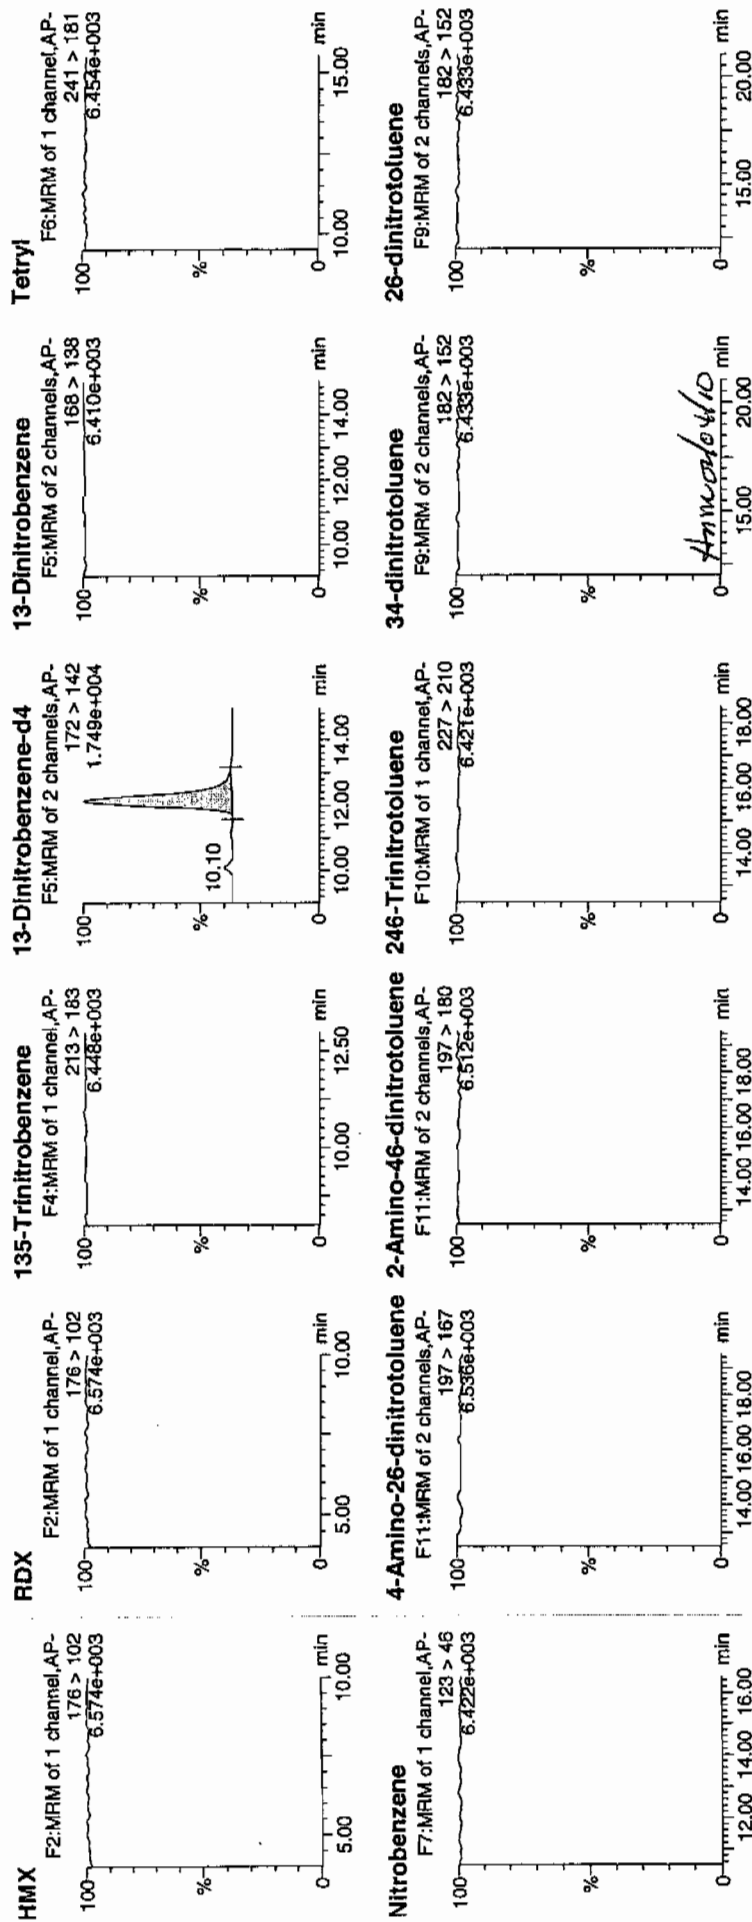 HMX
F2:MRM of 1 channel,AP-
176 > 102
6.574e+003
100
%
0
5.00 10.00 min
RDX
F2:MRM of 1 channel,AP-
176 > 102
6.574e+003
100
%
0
5.00 10.00 min
135-Trinitrobenzene
F4:MRM of 1 channel,AP-
213 > 183
6.448e+003
100
%
0
10.00 12.50 min
13-Dinitrobenzene-d4
F5:MRM of 2 channels,AP-
172 > 142
1.749e+004
100
%
10.10
0
10.00 12.00 14.00 min
13-Dinitrobenzene
F5:MRM of 2 channels,AP-
168 > 138
6.410e+003
100
%
0
10.00 12.00 14.00 min
Tetryl
F6:MRM of 1 channel,AP-
241 > 181
6.454e+003
100
%
0
10.00 15.00 min
Nitrobenzene
F7:MRM of 1 channel,AP-
123 > 46
6.422e+003
100
%
0
12.00 14.00 16.00 min
4-Amino-26-dinitrotoluene
F11:MRM of 2 channels,AP-
197 > 167
6.536e+003
100
%
0
14.00 16.00 18.00 min
2-Amino-46-dinitrotoluene
F11:MRM of 2 channels,AP-
197 > 180
6.512e+003
100
%
0
14.00 16.00 18.00 min
246-Trinitrotoluene
F10:MRM of 1 channel,AP-
227 > 210
6.421e+003
100
%
0
14.00 16.00 18.00 min
34-dinitrotoluene
F9:MRM of 2 channels,AP-
182 > 152
6.433e+003
100
%
0
15.00 20.00 min
26-dinitrotoluene
F9:MRM of 2 channels,AP-
182 > 152
6.433e+003
100
%
0
15.00 20.00 min